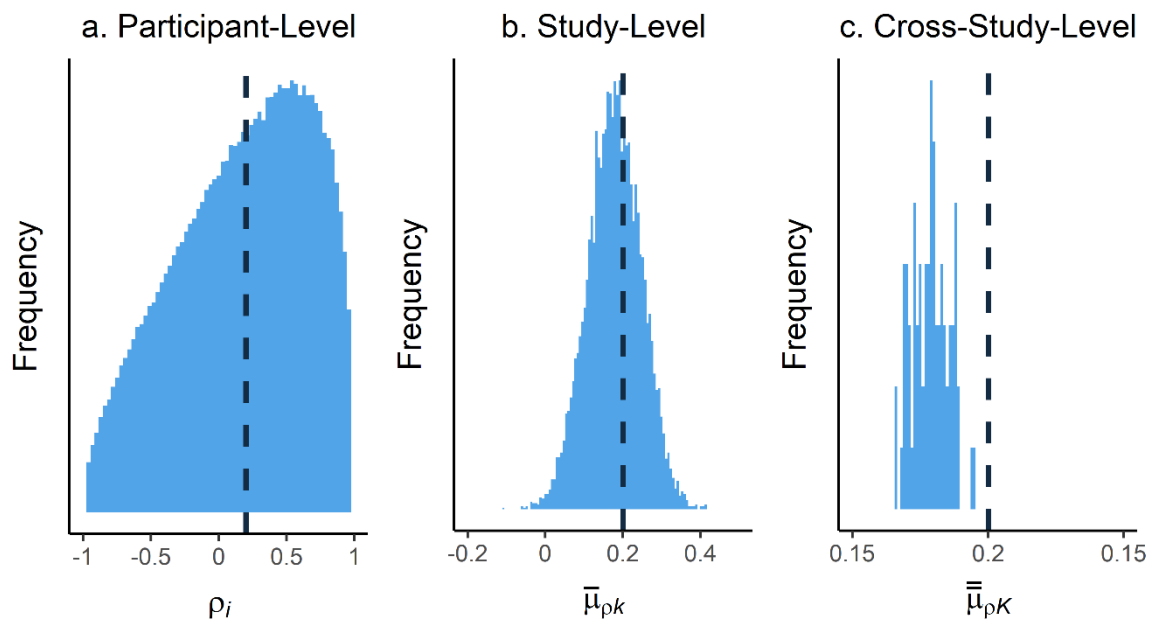 a. Participant-Level
b. Study-Level
c. Cross-Study-Level
Frequency
Frequency
Frequency
-1 -0.5 0 0.5 1
-0.2 0 0.2 0.4
0.15 0.2 0.15
ρi
μ̄ρk
μ̿ρK